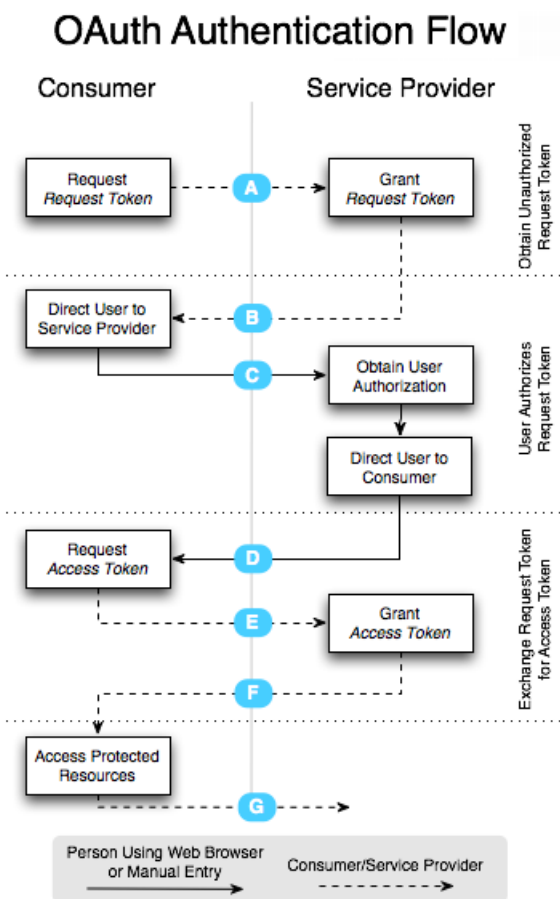 OAuth Authentication Flow
Consumer
Service Provider
Request
Request Token
A
Grant
Request Token
Obtain Unauthorized
Request Token
Direct User to
Service Provider
B
C
Obtain User
Authorization
Direct User to
Consumer
User Authorizes
Request Token
Request
Access Token
D
E
Grant
Access Token
F
Exchange Request Token
for Access Token
Access Protected
Resources
G
Person Using Web Browser
or Manual Entry
Consumer/Service Provider